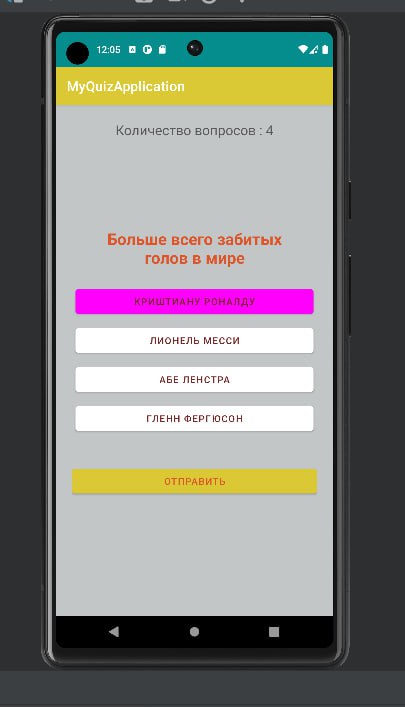 12:05
MyQuizApplication
Количество вопросов : 4
Больше всего забитых
голов в мире
КРИШТИАНУ РОНАЛДУ
ЛИОНЕЛЬ МЕССИ
АБЕ ЛЕНСТРА
ГЛЕНН ФЕРГЮСОН
ОТПРАВИТЬ